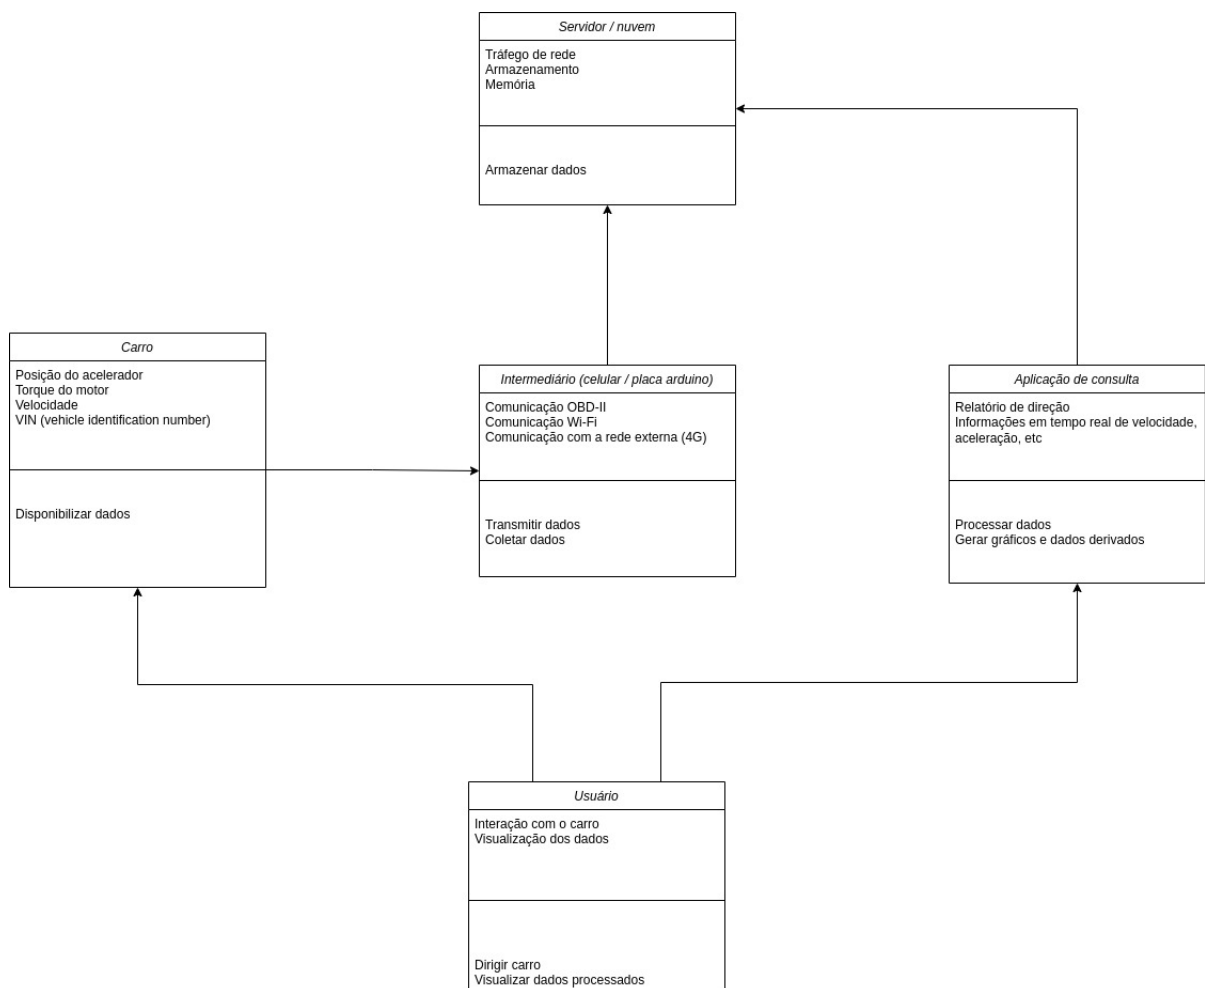 Servidor / nuvem
Tráfego de rede
Armazenamento
Memória
Armazenar dados
Carro
Posição do acelerador
Torque do motor
Velocidade
VIN (vehicle identification number)
Disponibilizar dados
Intermediário (celular / placa arduino)
Comunicação OBD-II
Comunicação Wi-Fi
Comunicação com a rede externa (4G)
Transmitir dados
Coletar dados
Aplicação de consulta
Relatório de direção
Informações em tempo real de velocidade,
aceleração, etc
Processar dados
Gerar gráficos e dados derivados
Usuário
Interação com o carro
Visualização dos dados
Dirigir carro
Visualizar dados processados